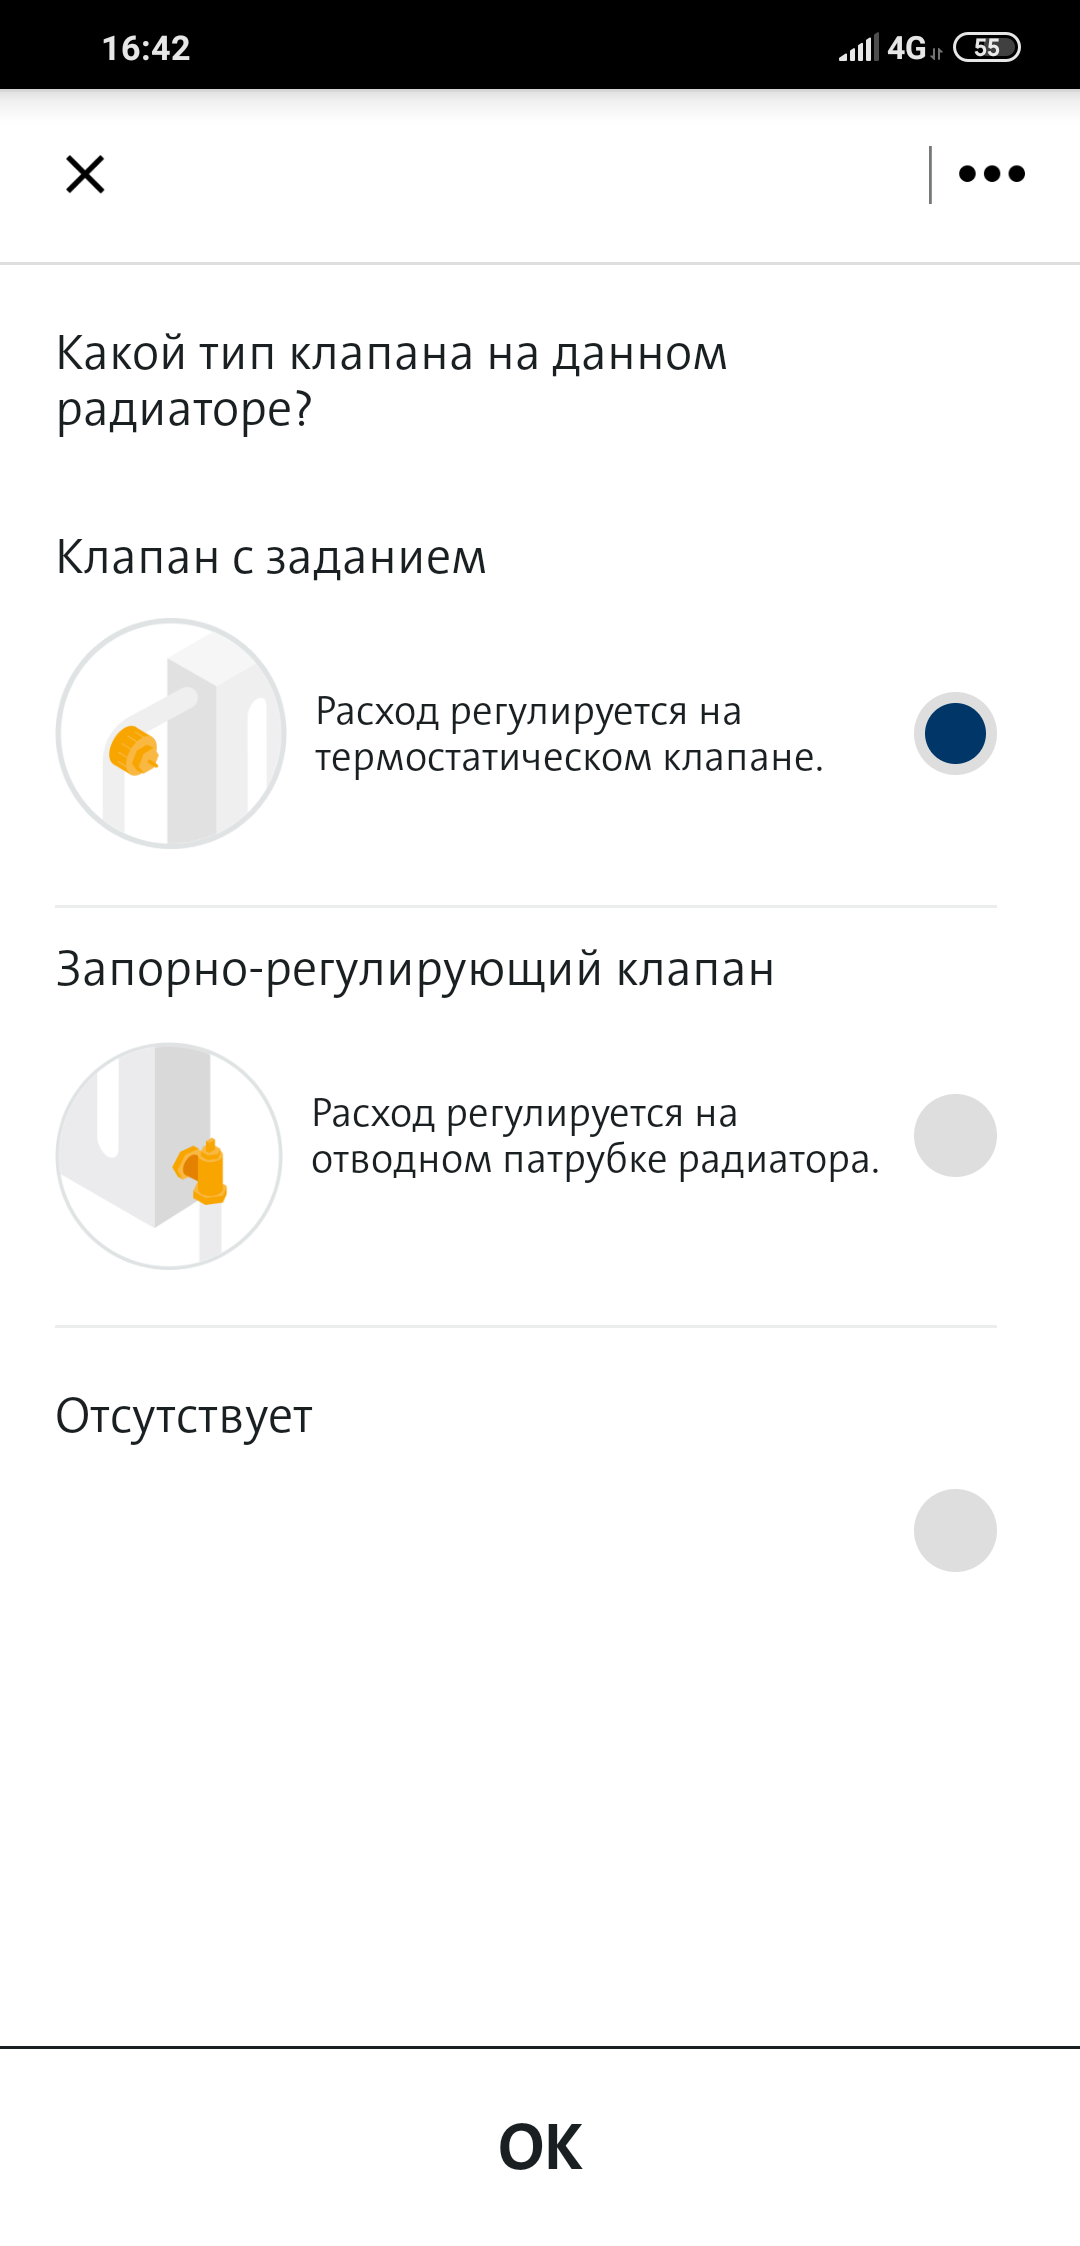 16:42
4G
55
Какой тип клапана на данном
радиаторе?
Клапан с заданием
Расход регулируется на
термостатическом клапане.
Запорно-регулирующий клапан
Расход регулируется на
отводном патрубке радиатора.
Отсутствует
ОК